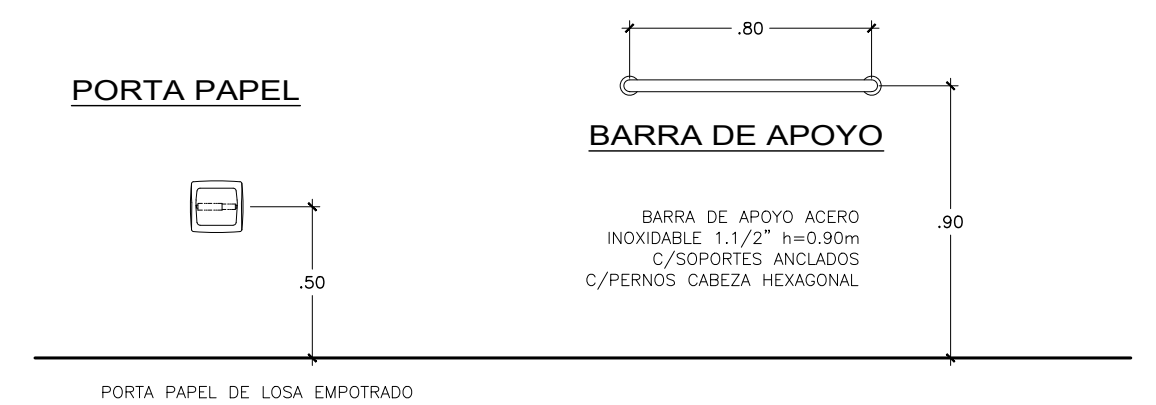 .80
PORTA PAPEL
BARRA DE APOYO
BARRA DE APOYO ACERO
INOXIDABLE 1.1/2" h=0.90m
C/SOPORTES ANCLADOS
C/PERNOS CABEZA HEXAGONAL
.90
.50
PORTA PAPEL DE LOSA EMPOTRADO